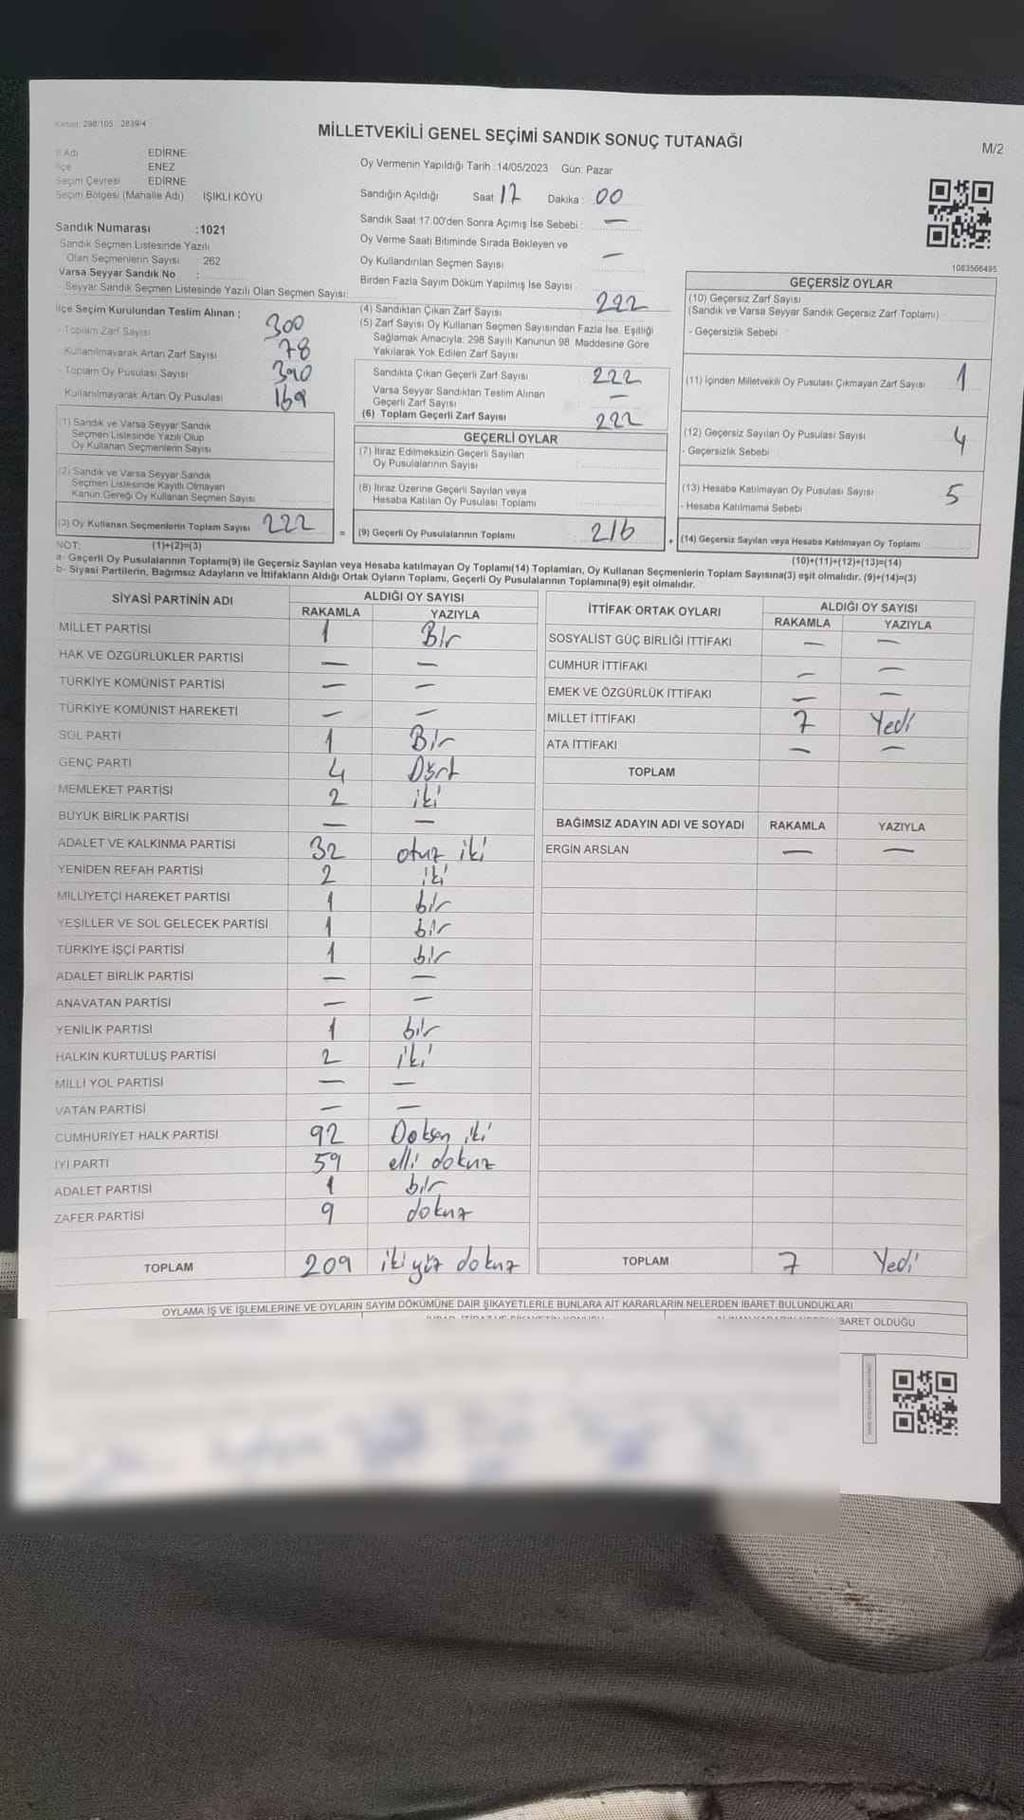 298/105 2839/4
MİLLETVEKİLİ GENEL SEÇİMİ SANDIK SONUÇ TUTANAĞI
M/2
İl Adı EDİRNE
İlçe ENEZ
Seçim Çevresi EDİRNE
Seçim Bölgesi (Mahalle Adı) IŞIKLI KÖYÜ
Sandık Numarası :1021
Sandık Seçmen Listesinde Yazılı
Olan Seçmenlerin Sayısı : 262
Varsa Seyyar Sandık No :
- Seyyar Sandık Seçmen Listesinde Yazılı Olan Seçmen Sayısı:
Oy Vermenin Yapıldığı Tarih :14/05/2023 Gün: Pazar
Sandığın Açıldığı Saat 17 Dakika : 00
Sandık Saat 17.00'den Sonra Açımış İse Sebebi : —
Oy Verme Saati Bitiminde Sırada Bekleyen ve
Oy Kullandırılan Seçmen Sayısı —
Birden Fazla Sayım Döküm Yapılmış İse Sayısı
1083566495
İlçe Seçim Kurulundan Teslim Alınan ;
- Toplam Zarf Sayısı 300
Kullanılmayarak Artan Zarf Sayısı 78
- Toplam Oy Pusulası Sayısı 390
Kullanılmayarak Artan Oy Pusulası 169
(1) Sandık ve Varsa Seyyar Sandık
Seçmen Listesinde Yazılı Olup
Oy Kullanan Seçmenlerin Sayısı
(2) Sandık ve Varsa Seyyar Sandık
Seçmen Listesinde Kayıtlı Olmayan
Kanun Gereği Oy Kullanan Seçmen Sayısı
(3) Oy Kullanan Seçmenlerin Toplam Sayısı 222
(4) Sandıktan Çıkan Zarf Sayısı 222
(5) Zarf Sayısı Oy Kullanan Seçmen Sayısından Fazla İse, Eşitliği
Sağlamak Amacıyla; 298 Sayılı Kanunun 98. Maddesine Göre
Yakılarak Yok Edilen Zarf Sayısı
Sandıkta Çıkan Geçerli Zarf Sayısı 222
Varsa Seyyar Sandıktan Teslim Alınan
Geçerli Zarf Sayısı —
(6) Toplam Geçerli Zarf Sayısı 222
GEÇERLİ OYLAR
(7) İtiraz Edilmeksizin Geçerli Sayılan
Oy Pusulalarının Sayısı
(8) İtiraz Üzerine Geçerli Sayılan veya
Hesaba Katılan Oy Pusulası Toplamı
= (9) Geçerli Oy Pusulalarının Toplamı : 216
GEÇERSİZ OYLAR
(10) Geçersiz Zarf Sayısı
(Sandık ve Varsa Seyyar Sandık Geçersiz Zarf Toplamı)
- Geçersizlik Sebebi
(11) İçinden Milletvekili Oy Pusulası Çıkmayan Zarf Sayısı 1
(12) Geçersiz Sayılan Oy Pusulası Sayısı 4
- Geçersizlik Sebebi
(13) Hesaba Katılmayan Oy Pusulası Sayısı 5
- Hesaba Katılmama Sebebi
+ (14) Geçersiz Sayılan veya Hesaba Katılmayan Oy Toplamı
NOT: (1)+(2)=(3) (10)+(11)+(12)+(13)=(14)
a- Geçerli Oy Pusulalarının Toplamı(9) ile Geçersiz Sayılan veya Hesaba katılmayan Oy Toplamı(14) Toplamları, Oy Kullanan Seçmenlerin Toplam Sayısına(3) eşit olmalıdır. (9)+(14)=(3)
b- Siyasi Partilerin, Bağımsız Adayların ve İttifakların Aldığı Ortak Oyların Toplamı, Geçerli Oy Pusulalarının Toplamına(9) eşit olmalıdır.
SİYASİ PARTİNİN ADI ALDIĞI OY SAYISI
RAKAMLA YAZIYLA
MİLLET PARTİSİ 1 Bir
HAK VE ÖZGÜRLÜKLER PARTİSİ — —
TÜRKİYE KOMÜNİST PARTİSİ — —
TÜRKİYE KOMÜNİST HAREKETİ — —
SOL PARTİ 1 Bir
GENÇ PARTİ 4 Dört
MEMLEKET PARTİSİ 2 iki
BÜYÜK BİRLİK PARTİSİ — —
ADALET VE KALKINMA PARTİSİ 32 otuz iki
YENİDEN REFAH PARTİSİ 2 iki
MİLLİYETÇİ HAREKET PARTİSİ 1 bir
YEŞİLLER VE SOL GELECEK PARTİSİ 1 bir
TÜRKİYE İŞÇİ PARTİSİ 1 bir
ADALET BİRLİK PARTİSİ — —
ANAVATAN PARTİSİ — —
YENİLİK PARTİSİ 1 bir
HALKIN KURTULUŞ PARTİSİ 2 iki
MİLLİ YOL PARTİSİ — —
VATAN PARTİSİ — —
CUMHURİYET HALK PARTİSİ 92 Doksan iki
İYİ PARTİ 59 elli dokuz
ADALET PARTİSİ 1 bir
ZAFER PARTİSİ 9 dokuz
TOPLAM 209 iki yüz dokuz
İTTİFAK ORTAK OYLARI ALDIĞI OY SAYISI
RAKAMLA YAZIYLA
SOSYALİST GÜÇ BİRLİĞİ İTTİFAKI — —
CUMHUR İTTİFAKI — —
EMEK VE ÖZGÜRLÜK İTTİFAKI — —
MİLLET İTTİFAKI 7 Yedi
ATA İTTİFAKI — —
TOPLAM
BAĞIMSIZ ADAYIN ADI VE SOYADI RAKAMLA YAZIYLA
ERGİN ARSLAN — —
TOPLAM 7 Yedi
OYLAMA İŞ VE İŞLEMLERİNE VE OYLARIN SAYIM DÖKÜMÜNE DAİR ŞİKAYETLERLE BUNLARA AİT KARARLARIN NELERDEN İBARET BULUNDUKLARI
BARET OLDUĞU